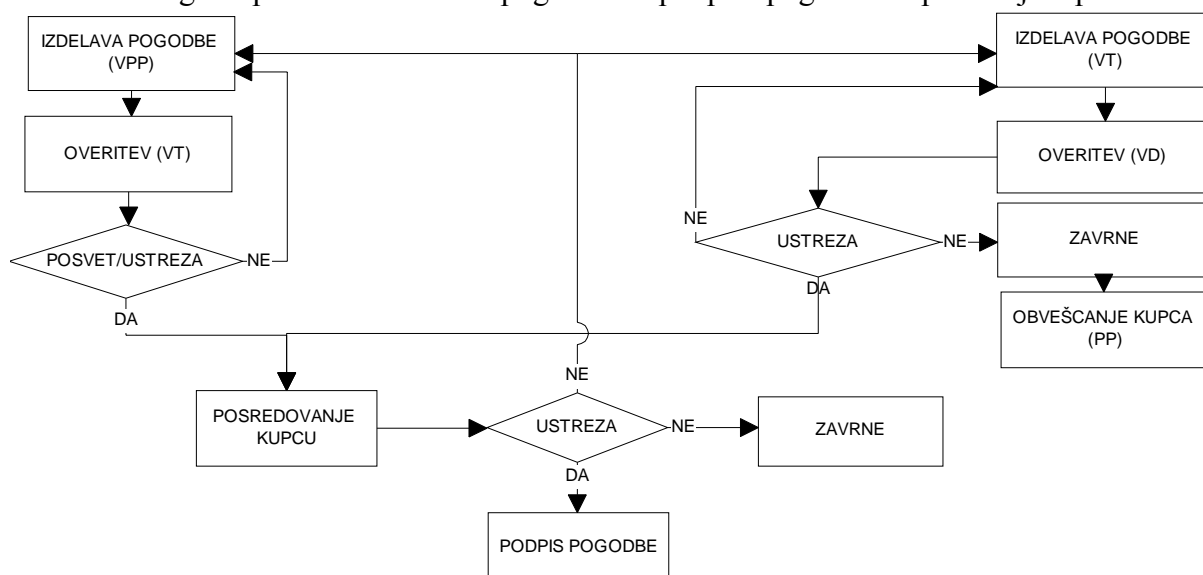 IZDELAVA POGODBE
(VPP)
IZDELAVA POGODBE
(VT)
OVERITEV (VT)
OVERITEV (VD)
NE
USTREZA
NE
ZAVRNE
POSVET/USTREZA
NE
DA
DA
OBVEŠCANJE KUPCA
(PP)
NE
POSREDOVANJE
KUPCU
USTREZA
NE
ZAVRNE
DA
PODPIS POGODBE